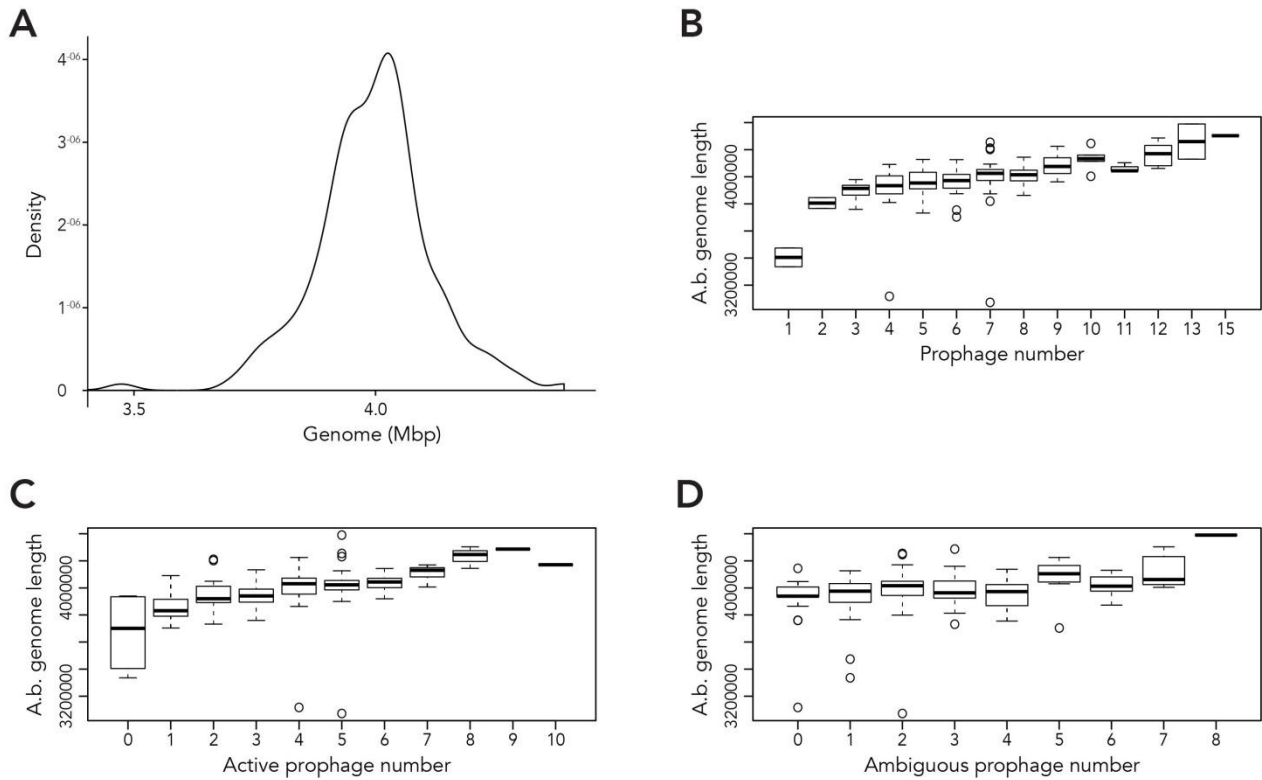 A
4-06
3-06
2-06
1-06
0
Density
3.5 4.0
Genome (Mbp)
B
A.b. genome length
3200000 4000000
1 2 3 4 5 6 7 8 9 10 11 12 13 15
Prophage number
C
A.b. genome length
3200000 4000000
0 1 2 3 4 5 6 7 8 9 10
Active prophage number
D
A.b. genome length
3200000 4000000
0 1 2 3 4 5 6 7 8
Ambiguous prophage number